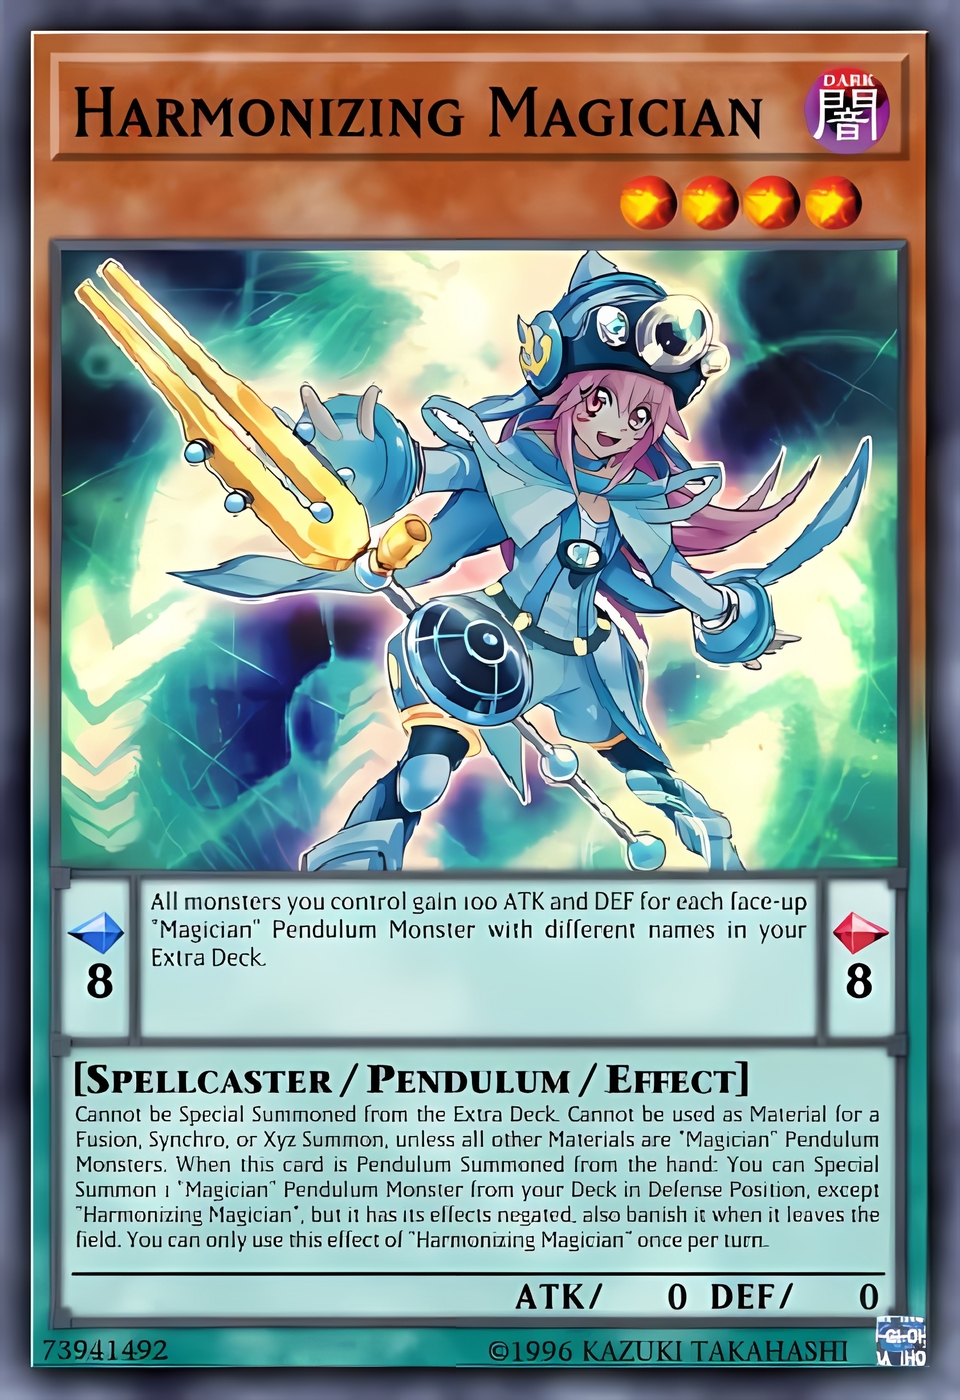 HARMONIZING MAGICIAN
DARK
闇
All monsters you control gain 100 ATK and DEF for each face-up
"Magician" Pendulum Monster with different names in your
Extra Deck.
8
8
[SPELLCASTER / PENDULUM / EFFECT]
Cannot be Special Summoned from the Extra Deck. Cannot be used as Material for a
Fusion, Synchro, or Xyz Summon, unless all other Materials are "Magician" Pendulum
Monsters. When this card is Pendulum Summoned from the hand: You can Special
Summon 1 "Magician" Pendulum Monster from your Deck in Defense Position, except
"Harmonizing Magician", but it has its effects negated, also banish it when it leaves the
field. You can only use this effect of "Harmonizing Magician" once per turn.
ATK/ 0 DEF/ 0
73941492
©1996 KAZUKI TAKAHASHI